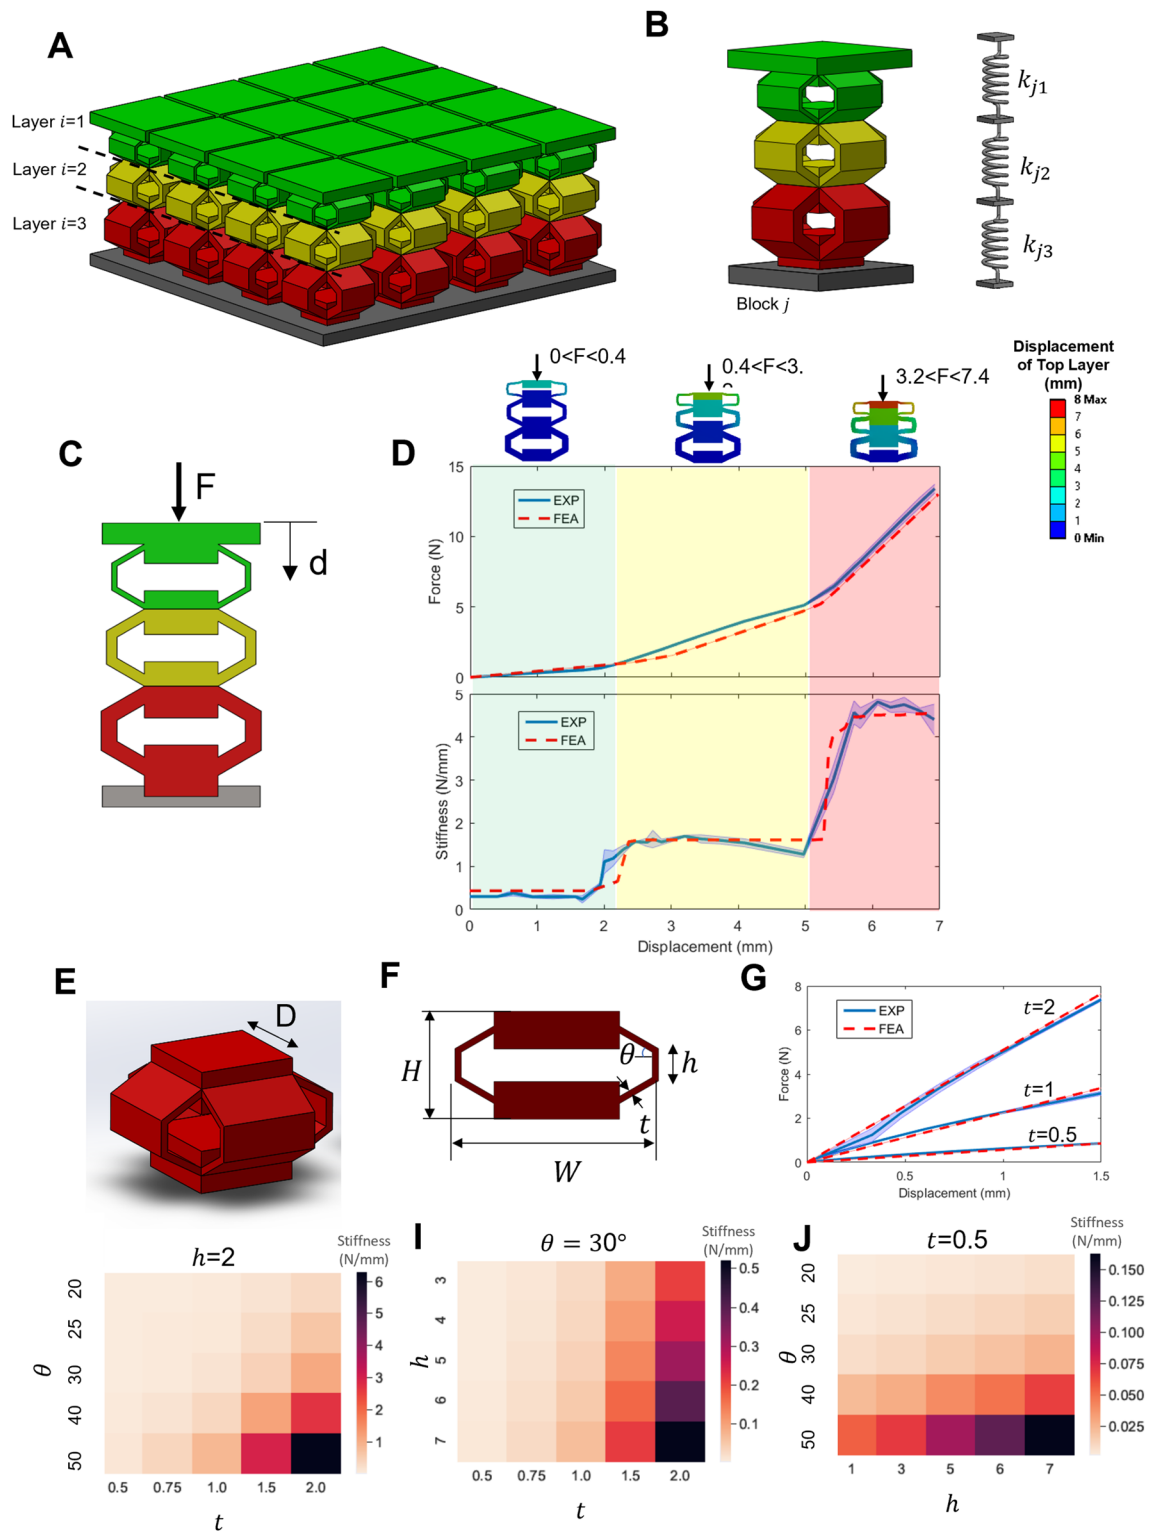 A
Layer i=1
Layer i=2
Layer i=3
B
k_j1
k_j2
k_j3
Block j
C
F
d
D
0<F<0.4
0.4<F<3.
3.2<F<7.4
Displacement
of Top Layer
(mm)
8 Max
7
6
5
4
3
2
1
0 Min
15
10
5
0
Force (N)
EXP
FEA
5
4
3
2
1
0
Stiffness (N/mm)
EXP
FEA
0 1 2 3 4 5 6 7
Displacement (mm)
E
D
F
H
W
θ
h
t
G
8
6
4
2
0
Force (N)
EXP
FEA
t=2
t=1
t=0.5
0 0.5 1 1.5
Displacement (mm)
h=2
Stiffness
(N/mm)
θ
20
25
30
40
50
0.5 0.75 1.0 1.5 2.0
t
6
5
4
3
2
1
I
θ = 30°
Stiffness
(N/mm)
h
3
4
5
6
7
0.5 0.75 1.0 1.5 2.0
t
0.5
0.4
0.3
0.2
0.1
J
t=0.5
Stiffness
(N/mm)
θ
20
25
30
40
50
1 3 5 6 7
h
0.150
0.125
0.100
0.075
0.050
0.025